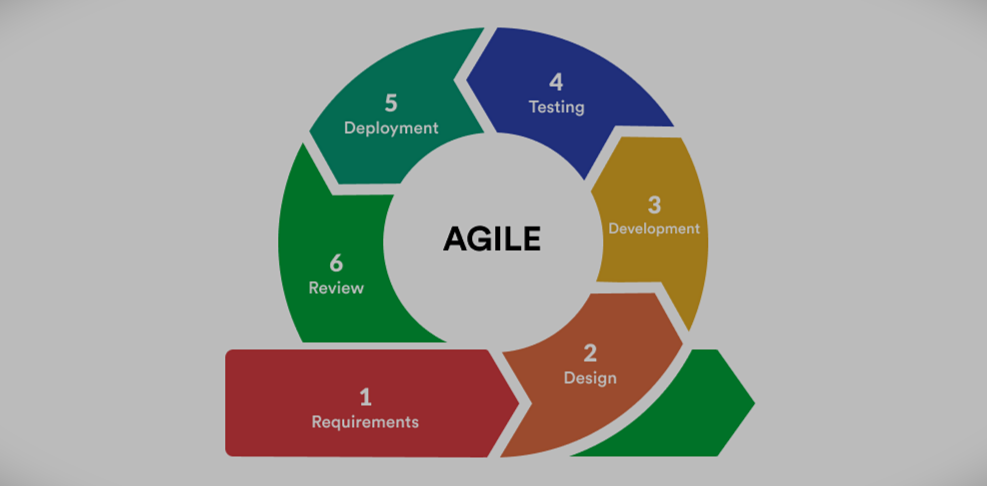 5
Deployment
4
Testing
3
Development
AGILE
6
Review
2
Design
1
Requirements